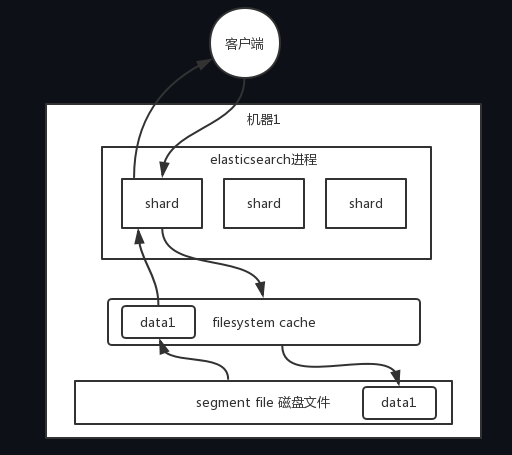 客户端
机器1
elasticsearch进程
shard
shard
shard
data1
filesystem cache
segment file 磁盘文件
data1